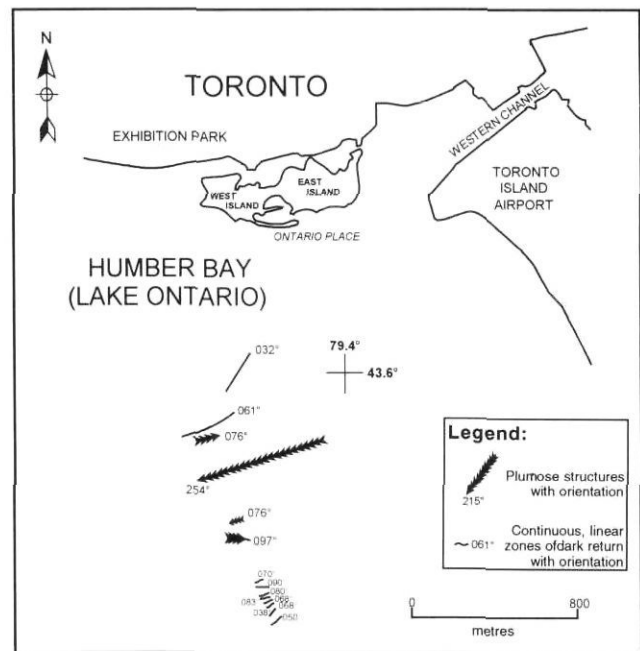 N
TORONTO
EXHIBITION PARK
WESTERN CHANNEL
EAST
ISLAND
WEST
ISLAND
TORONTO
ISLAND
AIRPORT
ONTARIO PLACE
HUMBER BAY
(LAKE ONTARIO)
79.4°
43.6°
032°
061°
076°
254°
076°
097°
070°
090
080
083
068
068
038
050
Legend:
215°
Plumose structures
with orientation
061°
Continuous, linear
zones ofdark return
with orientation
0
800
metres